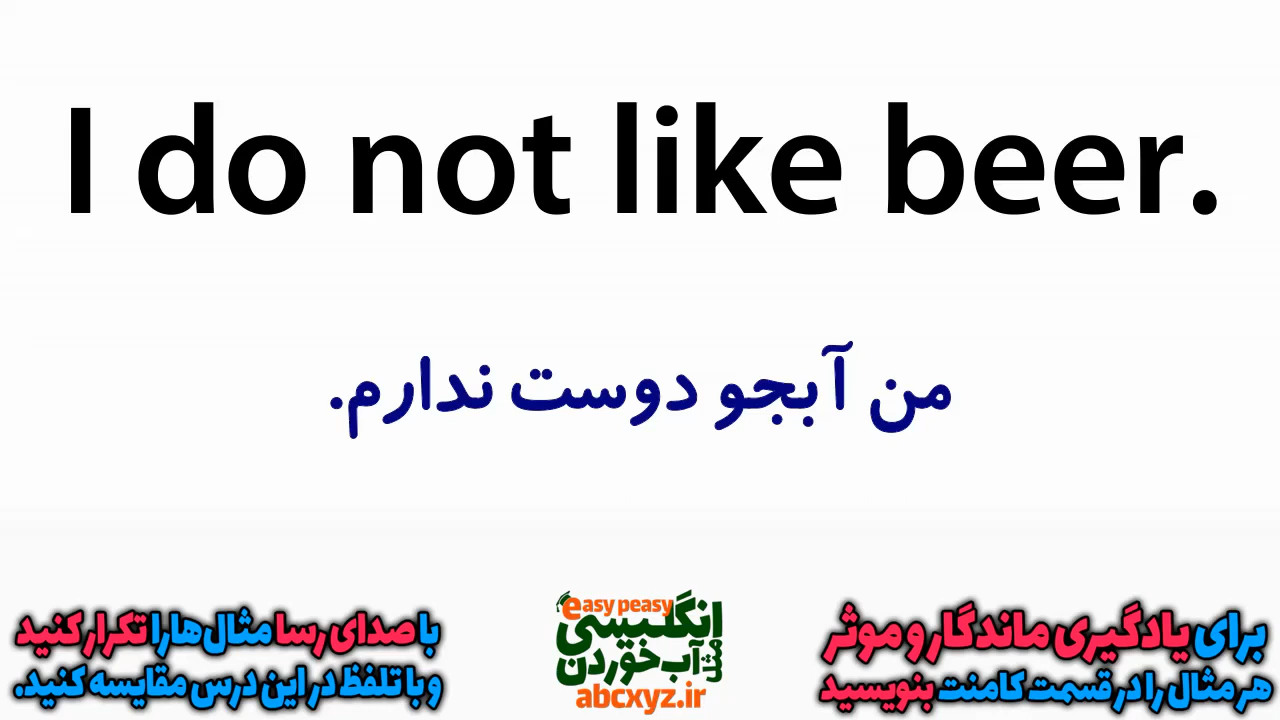 I do not like beer.
من آبجو دوست ندارم.
برای یادگیری ماندگار و موثر
هر مثال را در قسمت کامنت بنویسید
easy peasy
انگلیسی
مثل آب خوردن
abcxyz.ir
با صدای رسا مثال‌ها را تکرار کنید
و با تلفظ در این درس مقایسه کنید.